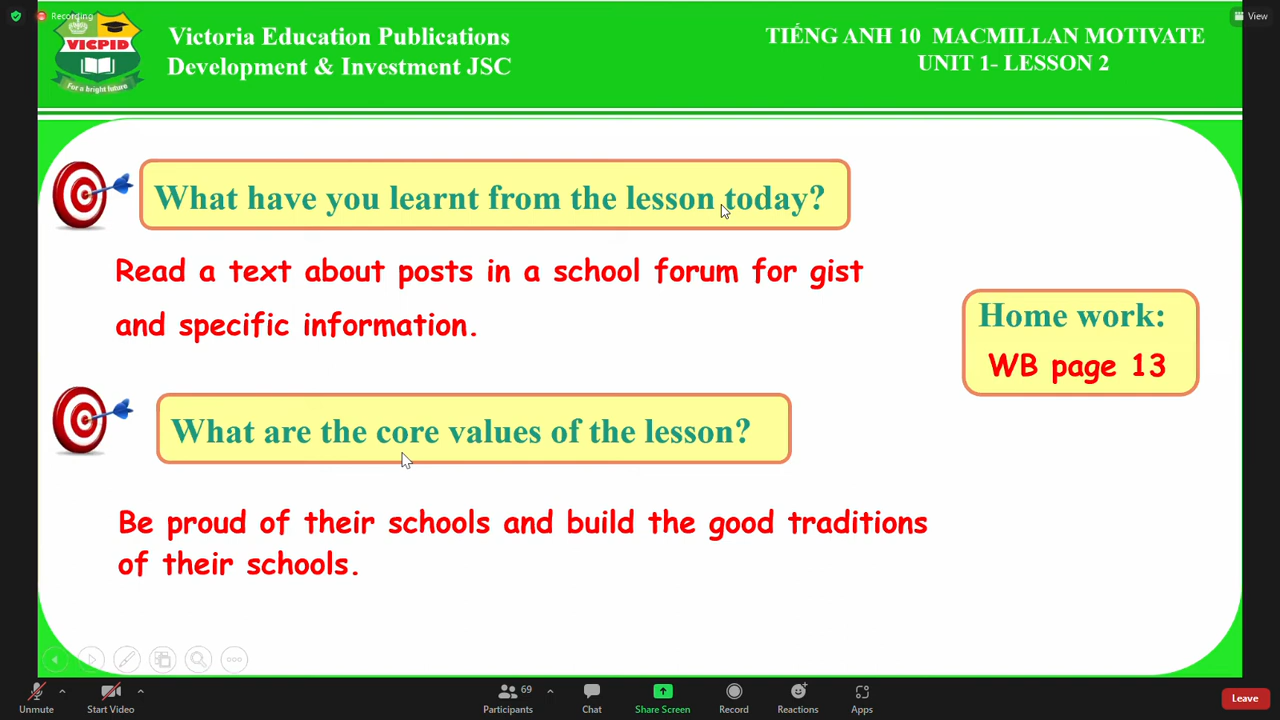 Recording
View
VICPID
For a bright future
Victoria Education Publications
Development & Investment JSC
TIẾNG ANH 10 MACMILLAN MOTIVATE
UNIT 1- LESSON 2
What have you learnt from the lesson today?
Read a text about posts in a school forum for gist
and specific information.
Home work:
WB page 13
What are the core values of the lesson?
Be proud of their schools and build the good traditions
of their schools.
Unmute
Start Video
69
Participants
Chat
Share Screen
Record
Reactions
Apps
Leave